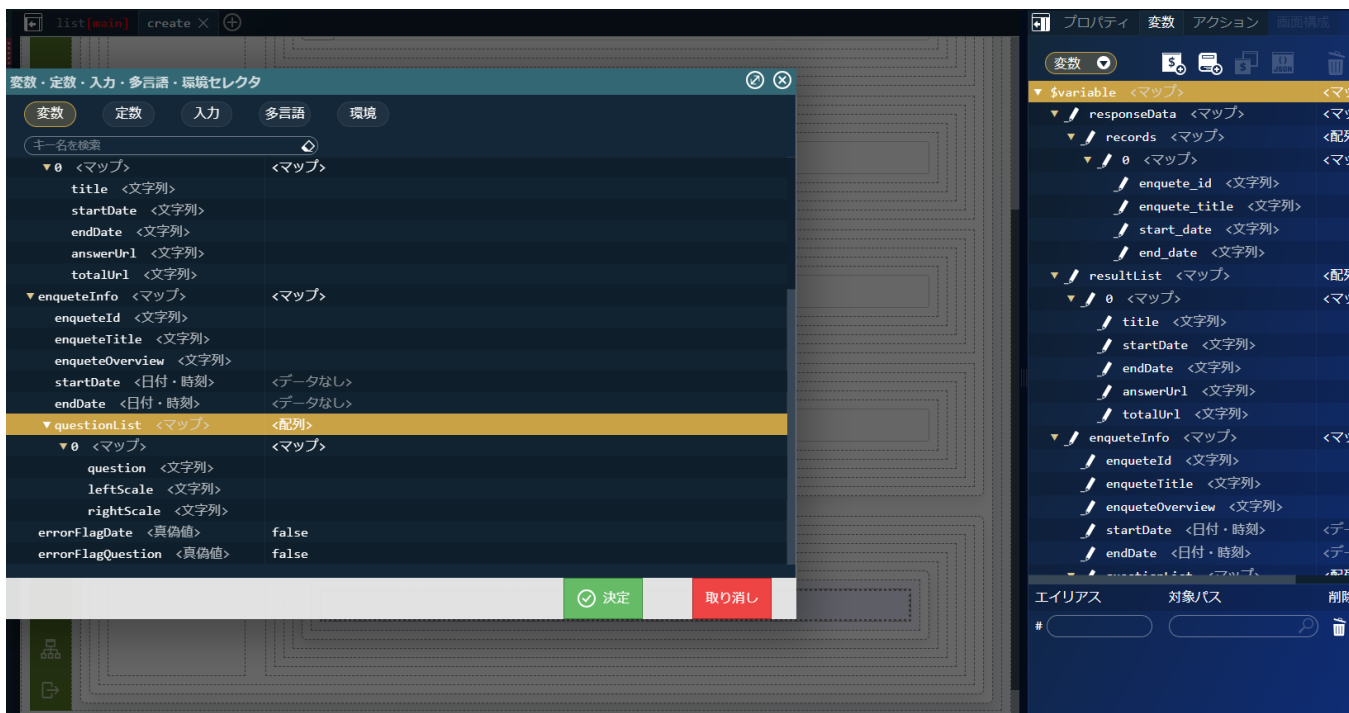 list[main] create
プロパティ 変数 アクション 画面構成
変数・定数・入力・多言語・環境セレクタ
変数 定数 入力 多言語 環境
キー名を検索
0 <マップ> <マップ>
title <文字列>
startDate <文字列>
endDate <文字列>
answerUrl <文字列>
totalUrl <文字列>
enqueteInfo <マップ> <マップ>
enqueteId <文字列>
enqueteTitle <文字列>
enqueteOverview <文字列>
startDate <日付・時刻> <データなし>
endDate <日付・時刻> <データなし>
questionList <マップ> <配列>
0 <マップ> <マップ>
question <文字列>
leftScale <文字列>
rightScale <文字列>
errorFlagDate <真偽値> false
errorFlagQuestion <真偽値> false
決定 取り消し
変数
$variable <マップ>
responseData <マップ>
records <マップ>
0 <マップ>
enquete_id <文字列>
enquete_title <文字列>
start_date <文字列>
end_date <文字列>
resultList <マップ>
0 <マップ>
title <文字列>
startDate <文字列>
endDate <文字列>
answerUrl <文字列>
totalUrl <文字列>
enqueteInfo <マップ>
enqueteId <文字列>
enqueteTitle <文字列>
enqueteOverview <文字列>
startDate <日付・時刻>
endDate <日付・時刻>
エイリアス 対象パス 削除
#